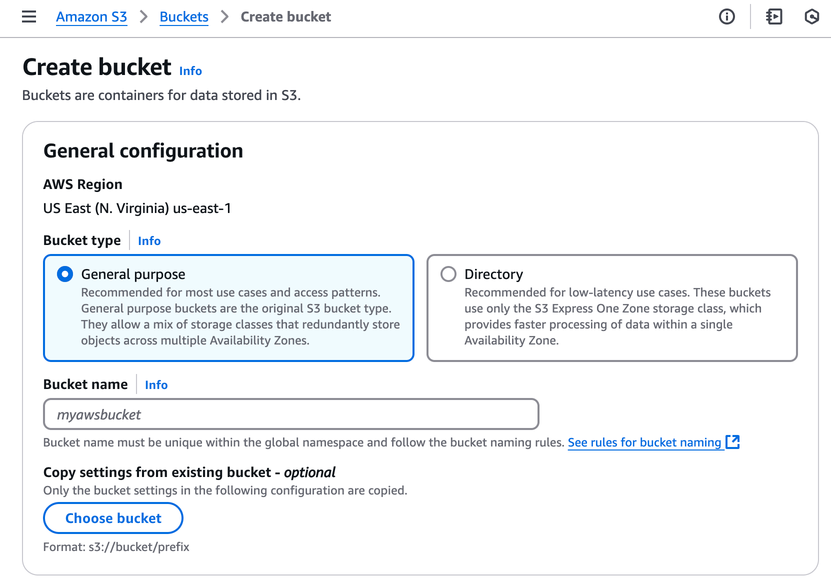 Amazon S3 > Buckets > Create bucket
Create bucket Info
Buckets are containers for data stored in S3.
General configuration
AWS Region
US East (N. Virginia) us-east-1
Bucket type Info
General purpose
Recommended for most use cases and access patterns.
General purpose buckets are the original S3 bucket type.
They allow a mix of storage classes that redundantly store
objects across multiple Availability Zones.
Directory
Recommended for low-latency use cases. These buckets
use only the S3 Express One Zone storage class, which
provides faster processing of data within a single
Availability Zone.
Bucket name Info
myawsbucket
Bucket name must be unique within the global namespace and follow the bucket naming rules. See rules for bucket naming
Copy settings from existing bucket - optional
Only the bucket settings in the following configuration are copied.
Choose bucket
Format: s3://bucket/prefix